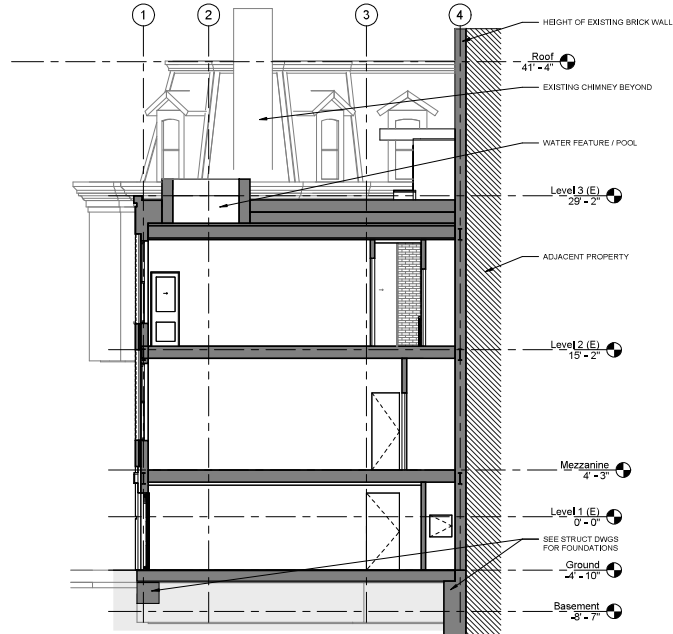 1
2
3
4
HEIGHT OF EXISTING BRICK WALL
Roof
41' - 4"
EXISTING CHIMNEY BEYOND
WATER FEATURE / POOL
Level 3 (E)
29' - 2"
ADJACENT PROPERTY
Level 2 (E)
15' - 2"
Mezzanine
4' - 3"
Level 1 (E)
0' - 0"
SEE STRUCT DWGS
FOR FOUNDATIONS
Ground
-4' - 10"
Basement
-8' - 7"